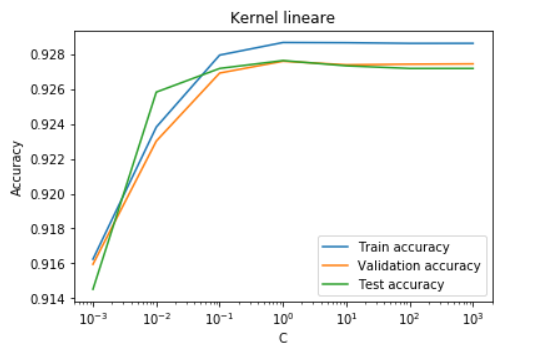 Kernel lineare
0.928
0.926
0.924
0.922
0.920
0.918
0.916
0.914
Accuracy
Train accuracy
Validation accuracy
Test accuracy
10⁻³ 10⁻² 10⁻¹ 10⁰ 10¹ 10² 10³
C